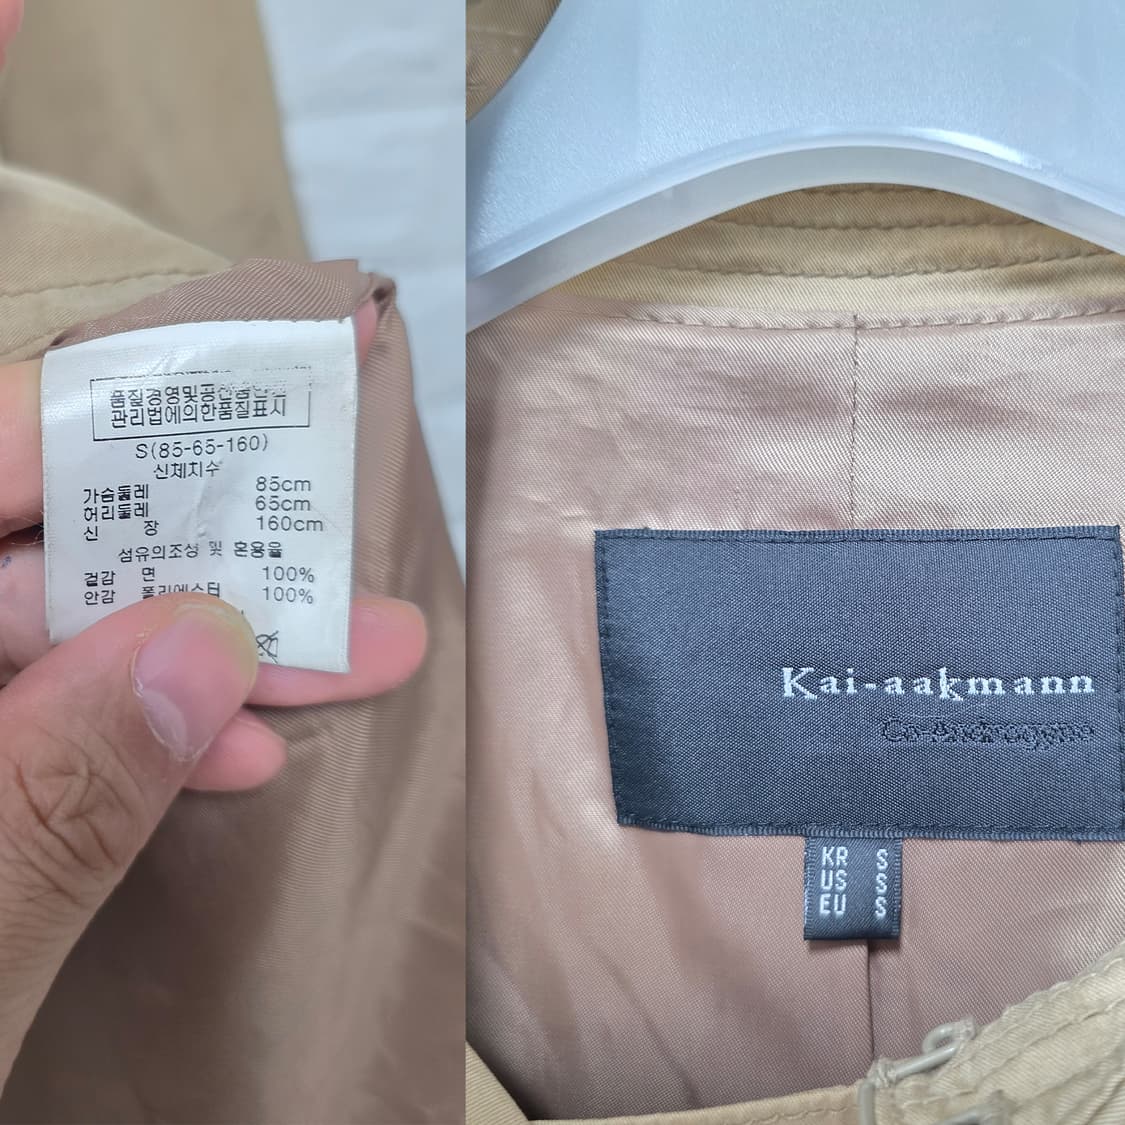 품질경영및공산품안전
관리법에의한품질표시
S(85-65-160)
신체치수
가슴둘레 85cm
허리둘레 65cm
신 장 160cm
섬유의조성 및 혼용율
겉감 면 100%
안감 폴리에스터 100%
Kai-aakmann
Co-Androgyne
KR S
US S
EU S